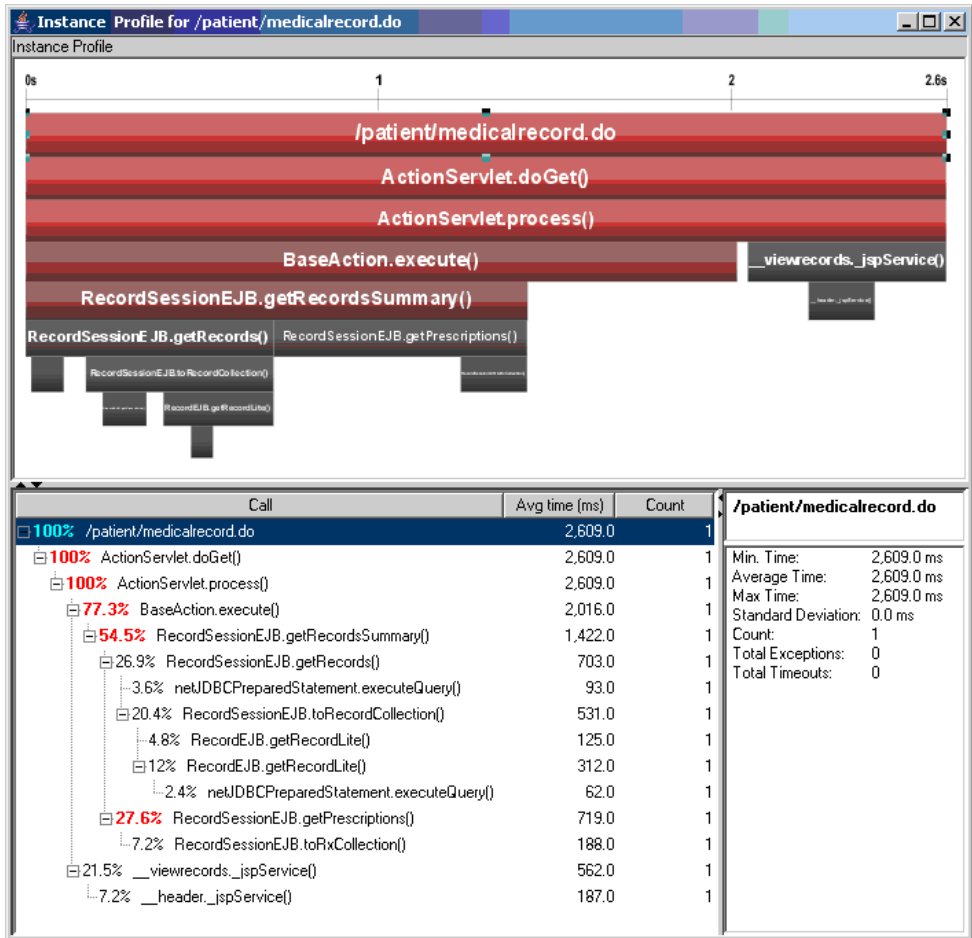 Instance Profile for /patient/medicalrecord.do
Instance Profile
0s 1 2 2.6s
/patient/medicalrecord.do
ActionServlet.doGet()
ActionServlet.process()
BaseAction.execute() __viewrecords._jspService()
RecordSessionEJB.getRecordsSummary() __header._jspService()
RecordSessionEJB.getRecords() RecordSessionEJB.getPrescriptions()
RecordSessionEJB.toRecordCollection()
RecordEJB.getRecordLite()
Call Avg time (ms) Count
100% /patient/medicalrecord.do 2,609.0 1
100% ActionServlet.doGet() 2,609.0 1
100% ActionServlet.process() 2,609.0 1
77.3% BaseAction.execute() 2,016.0 1
54.5% RecordSessionEJB.getRecordsSummary() 1,422.0 1
26.9% RecordSessionEJB.getRecords() 703.0 1
3.6% netJDBCPreparedStatement.executeQuery() 93.0 1
20.4% RecordSessionEJB.toRecordCollection() 531.0 1
4.8% RecordEJB.getRecordLite() 125.0 1
12% RecordEJB.getRecordLite() 312.0 1
2.4% netJDBCPreparedStatement.executeQuery() 62.0 1
27.6% RecordSessionEJB.getPrescriptions() 719.0 1
7.2% RecordSessionEJB.toRxCollection() 188.0 1
21.5% __viewrecords._jspService() 562.0 1
7.2% __header._jspService() 187.0 1
/patient/medicalrecord.do
Min. Time: 2,609.0 ms
Average Time: 2,609.0 ms
Max Time: 2,609.0 ms
Standard Deviation: 0.0 ms
Count: 1
Total Exceptions: 0
Total Timeouts: 0